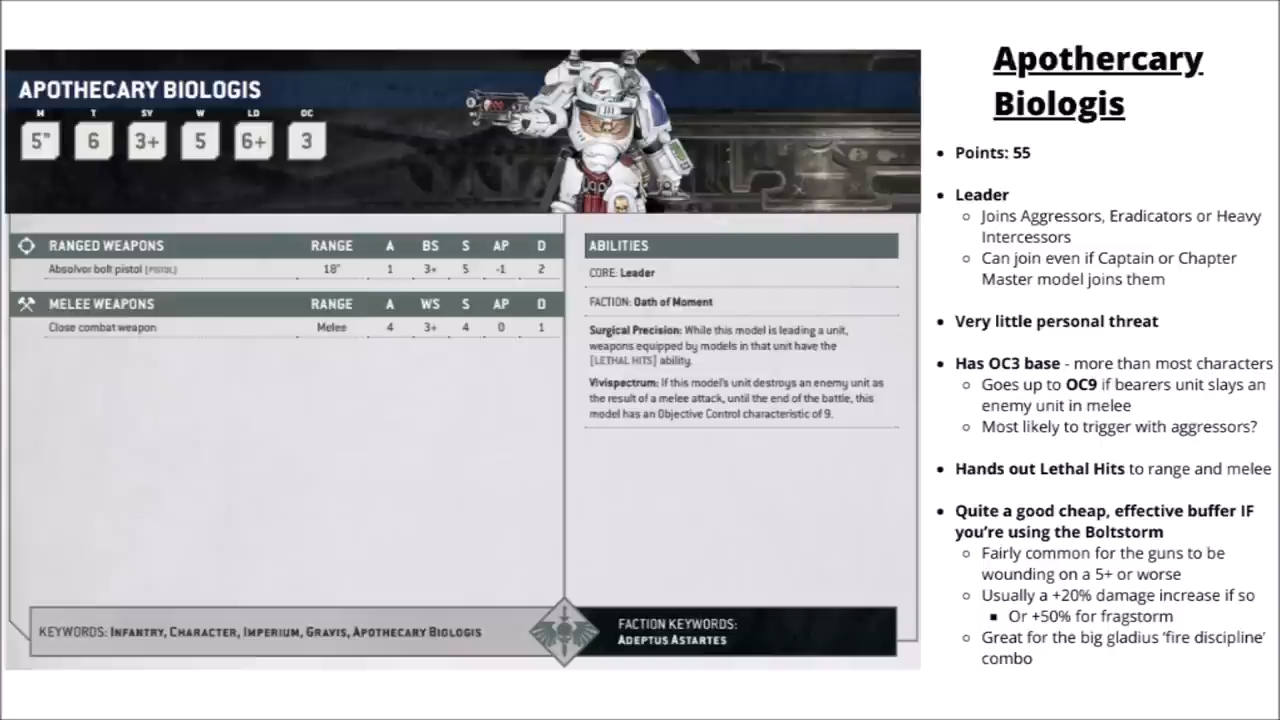 APOTHECARY BIOLOGIS
M T SV W LD OC
5" 6 3+ 5 6+ 3
RANGED WEAPONS RANGE A BS S AP D
Absolvor bolt pistol [PISTOL] 18" 1 3+ 5 -1 2
MELEE WEAPONS RANGE A WS S AP D
Close combat weapon Melee 4 3+ 4 0 1
KEYWORDS: INFANTRY, CHARACTER, IMPERIUM, GRAVIS, APOTHECARY BIOLOGIS
ABILITIES
CORE: Leader
FACTION: Oath of Moment
Surgical Precision: While this model is leading a unit,
weapons equipped by models in that unit have the
[LETHAL HITS] ability.
Vivispectrum: If this model's unit destroys an enemy unit as
the result of a melee attack, until the end of the battle, this
model has an Objective Control characteristic of 9.
FACTION KEYWORDS:
ADEPTUS ASTARTES
Apothercary
Biologis
• Points: 55
• Leader
○ Joins Aggressors, Eradicators or Heavy
Intercessors
○ Can join even if Captain or Chapter
Master model joins them
• Very little personal threat
• Has OC3 base - more than most characters
○ Goes up to OC9 if bearers unit slays an
enemy unit in melee
○ Most likely to trigger with aggressors?
• Hands out Lethal Hits to range and melee
• Quite a good cheap, effective buffer IF
you're using the Boltstorm
○ Fairly common for the guns to be
wounding on a 5+ or worse
○ Usually a +20% damage increase if so
▪ Or +50% for fragstorm
○ Great for the big gladius 'fire discipline'
combo